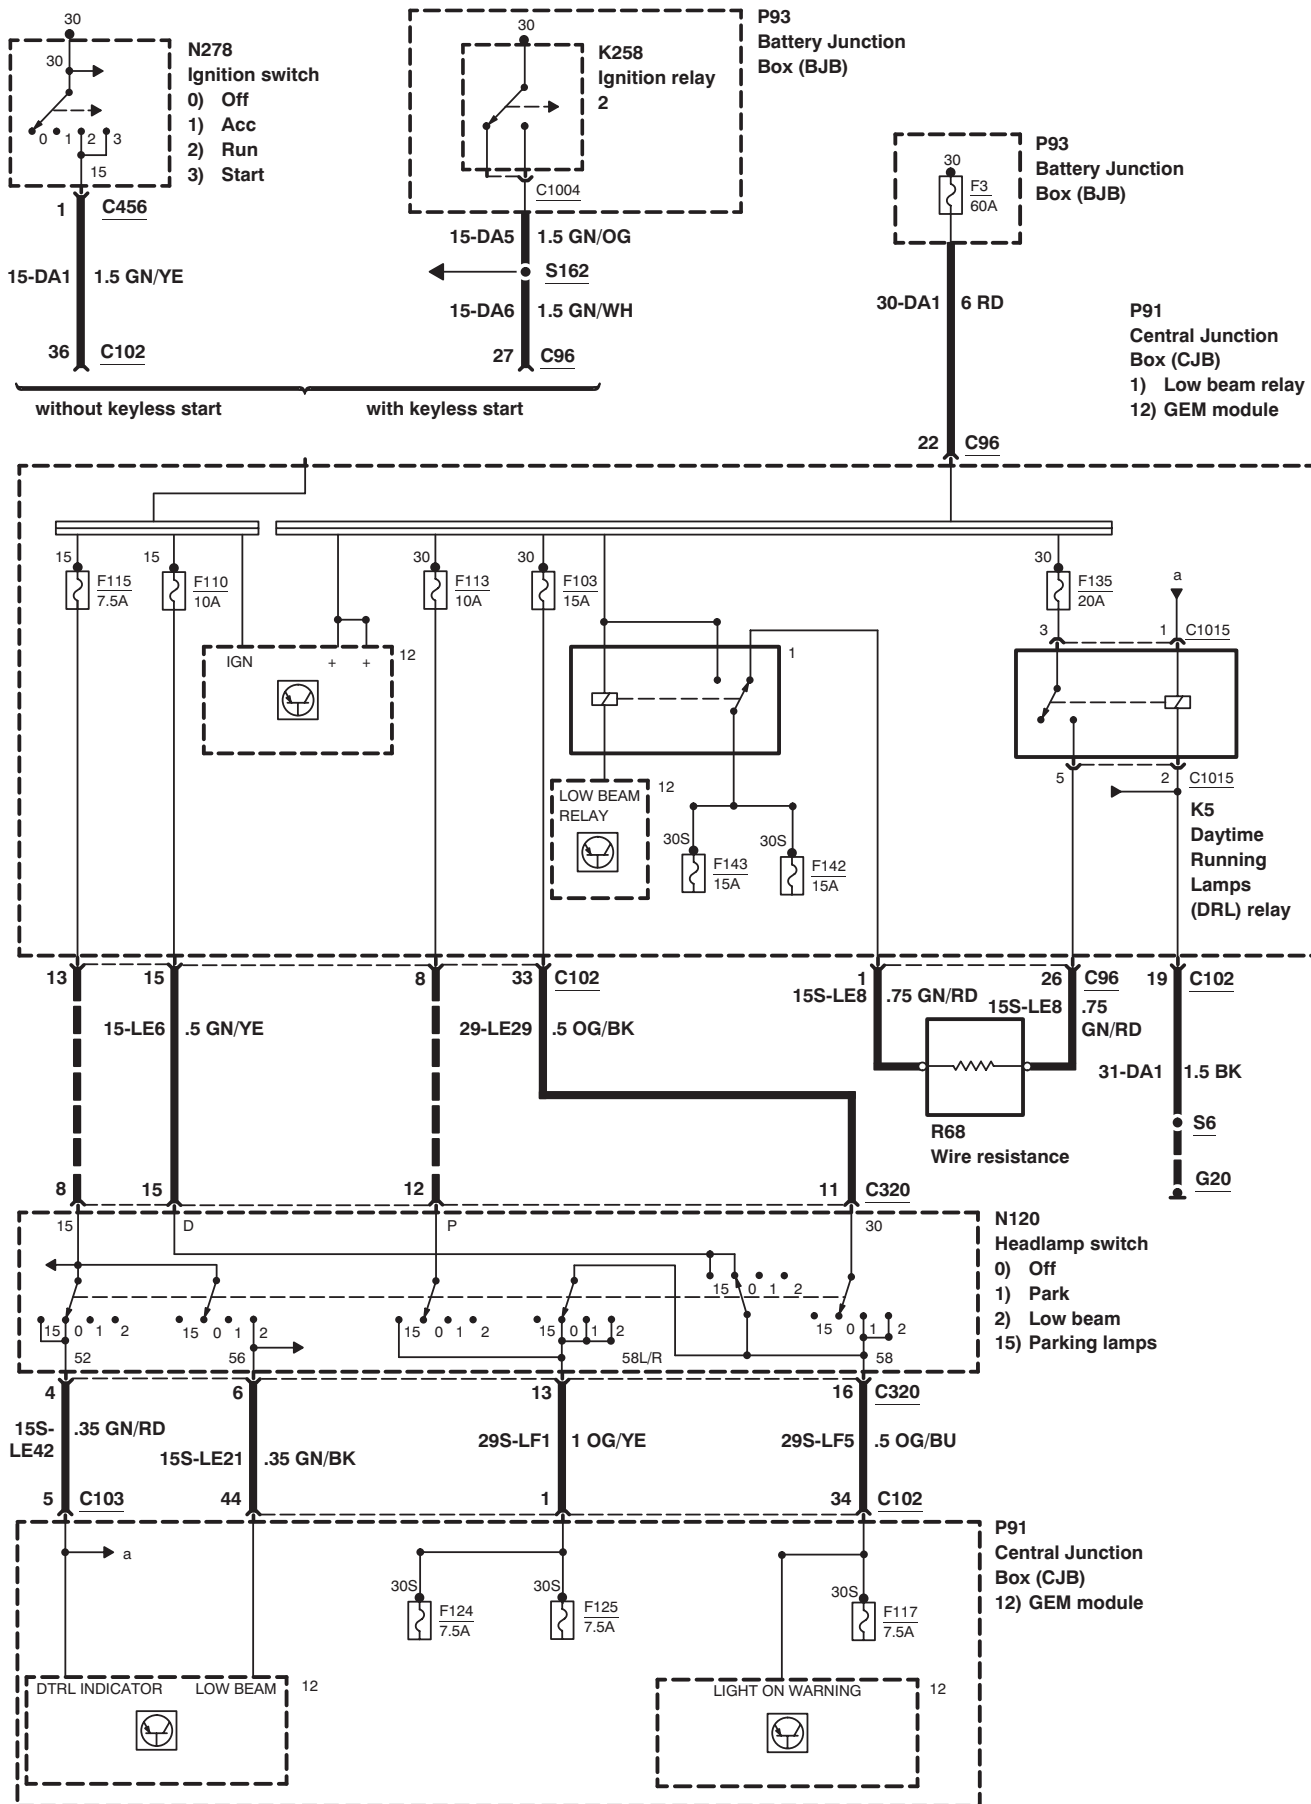 30
30
N278
Ignition switch
0) Off
1) Acc
2) Run
3) Start
0 1 2 3
15
1 C456
15-DA1 1.5 GN/YE
36 C102
P93
Battery Junction
Box (BJB)
30
K258
Ignition relay
2
C1004
15-DA5 1.5 GN/OG
S162
15-DA6 1.5 GN/WH
27 C96
without keyless start
with keyless start
P93
Battery Junction
Box (BJB)
30
F3
60A
30-DA1 6 RD
22 C96
P91
Central Junction
Box (CJB)
1) Low beam relay
12) GEM module
15
F115
7.5A
15
F110
10A
30
F113
10A
30
F103
15A
30
F135
20A
a
IGN + + 12
1
3 1 C1015
LOW BEAM
RELAY
12
30S
F143
15A
30S
F142
15A
5 2 C1015
K5
Daytime
Running
Lamps
(DRL) relay
13 15 8 33 C102
1 26 C96
19 C102
15-LE6 .5 GN/YE
29-LE29 .5 OG/BK
15S-LE8 .75 GN/RD
15S-LE8 .75
GN/RD
31-DA1 1.5 BK
R68
Wire resistance
S6
G20
8 15 12 11 C320
15 D P 30
N120
Headlamp switch
0) Off
1) Park
2) Low beam
15) Parking lamps
15 0 1 2
15 0 1 2
15 0 1 2
15 0 1 2
15 0 1 2
15 0 1 2
52 56 58L/R 58
4 6 13 16 C320
15S-
LE42
.35 GN/RD
15S-LE21 .35 GN/BK
29S-LF1 1 OG/YE
29S-LF5 .5 OG/BU
5 C103
44 1 34 C102
P91
Central Junction
Box (CJB)
12) GEM module
a
30S
F124
7.5A
30S
F125
7.5A
30S
F117
7.5A
DTRL INDICATOR LOW BEAM 12
LIGHT ON WARNING 12